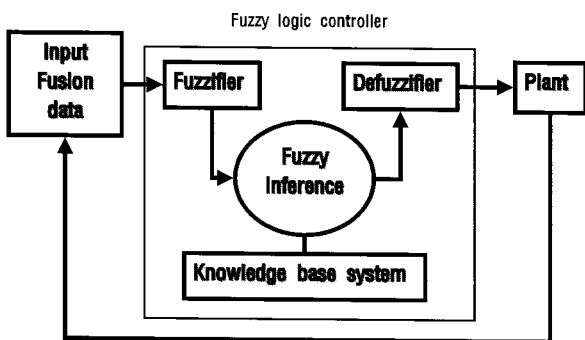 Fuzzy logic controller
Input
Fusion
data
Fuzzifier
Defuzzifier
Plant
Fuzzy
Inference
Knowledge base system